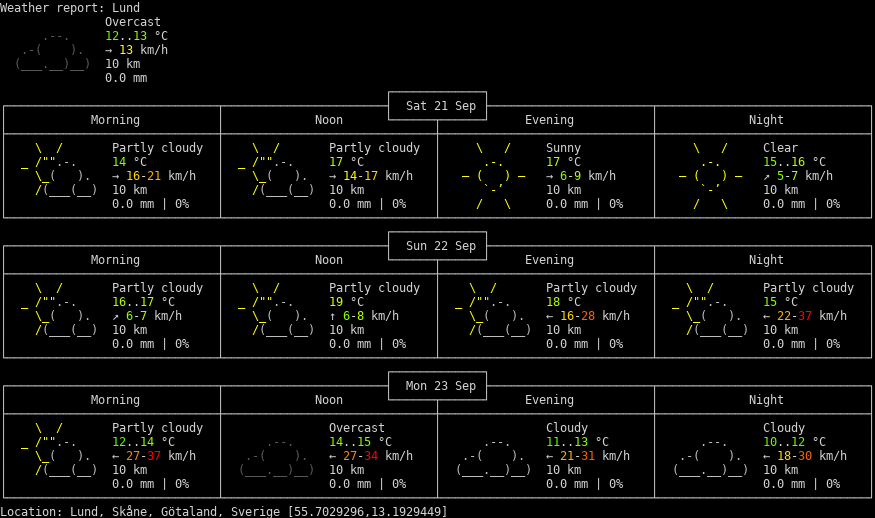 Weather report: Lund
Overcast
12..13 °C
→ 13 km/h
10 km
0.0 mm
Sat 21 Sep
Morning Noon Evening Night
Partly cloudy Partly cloudy Sunny Clear
14 °C 17 °C 17 °C 15..16 °C
→ 16-21 km/h → 14-17 km/h → 6-9 km/h ↗ 5-7 km/h
10 km 10 km 10 km 10 km
0.0 mm | 0% 0.0 mm | 0% 0.0 mm | 0% 0.0 mm | 0%
Sun 22 Sep
Morning Noon Evening Night
Partly cloudy Partly cloudy Partly cloudy Partly cloudy
16..17 °C 19 °C 18 °C 15 °C
↗ 6-7 km/h ↑ 6-8 km/h ← 16-28 km/h ← 22-37 km/h
10 km 10 km 10 km 10 km
0.0 mm | 0% 0.0 mm | 0% 0.0 mm | 0% 0.0 mm | 0%
Mon 23 Sep
Morning Noon Evening Night
Partly cloudy Overcast Cloudy Cloudy
12..14 °C 14..15 °C 11..13 °C 10..12 °C
← 27-37 km/h ← 27-34 km/h ← 21-31 km/h ← 18-30 km/h
10 km 10 km 10 km 10 km
0.0 mm | 0% 0.0 mm | 0% 0.0 mm | 0% 0.0 mm | 0%
Location: Lund, Skåne, Götaland, Sverige [55.7029296,13.1929449]